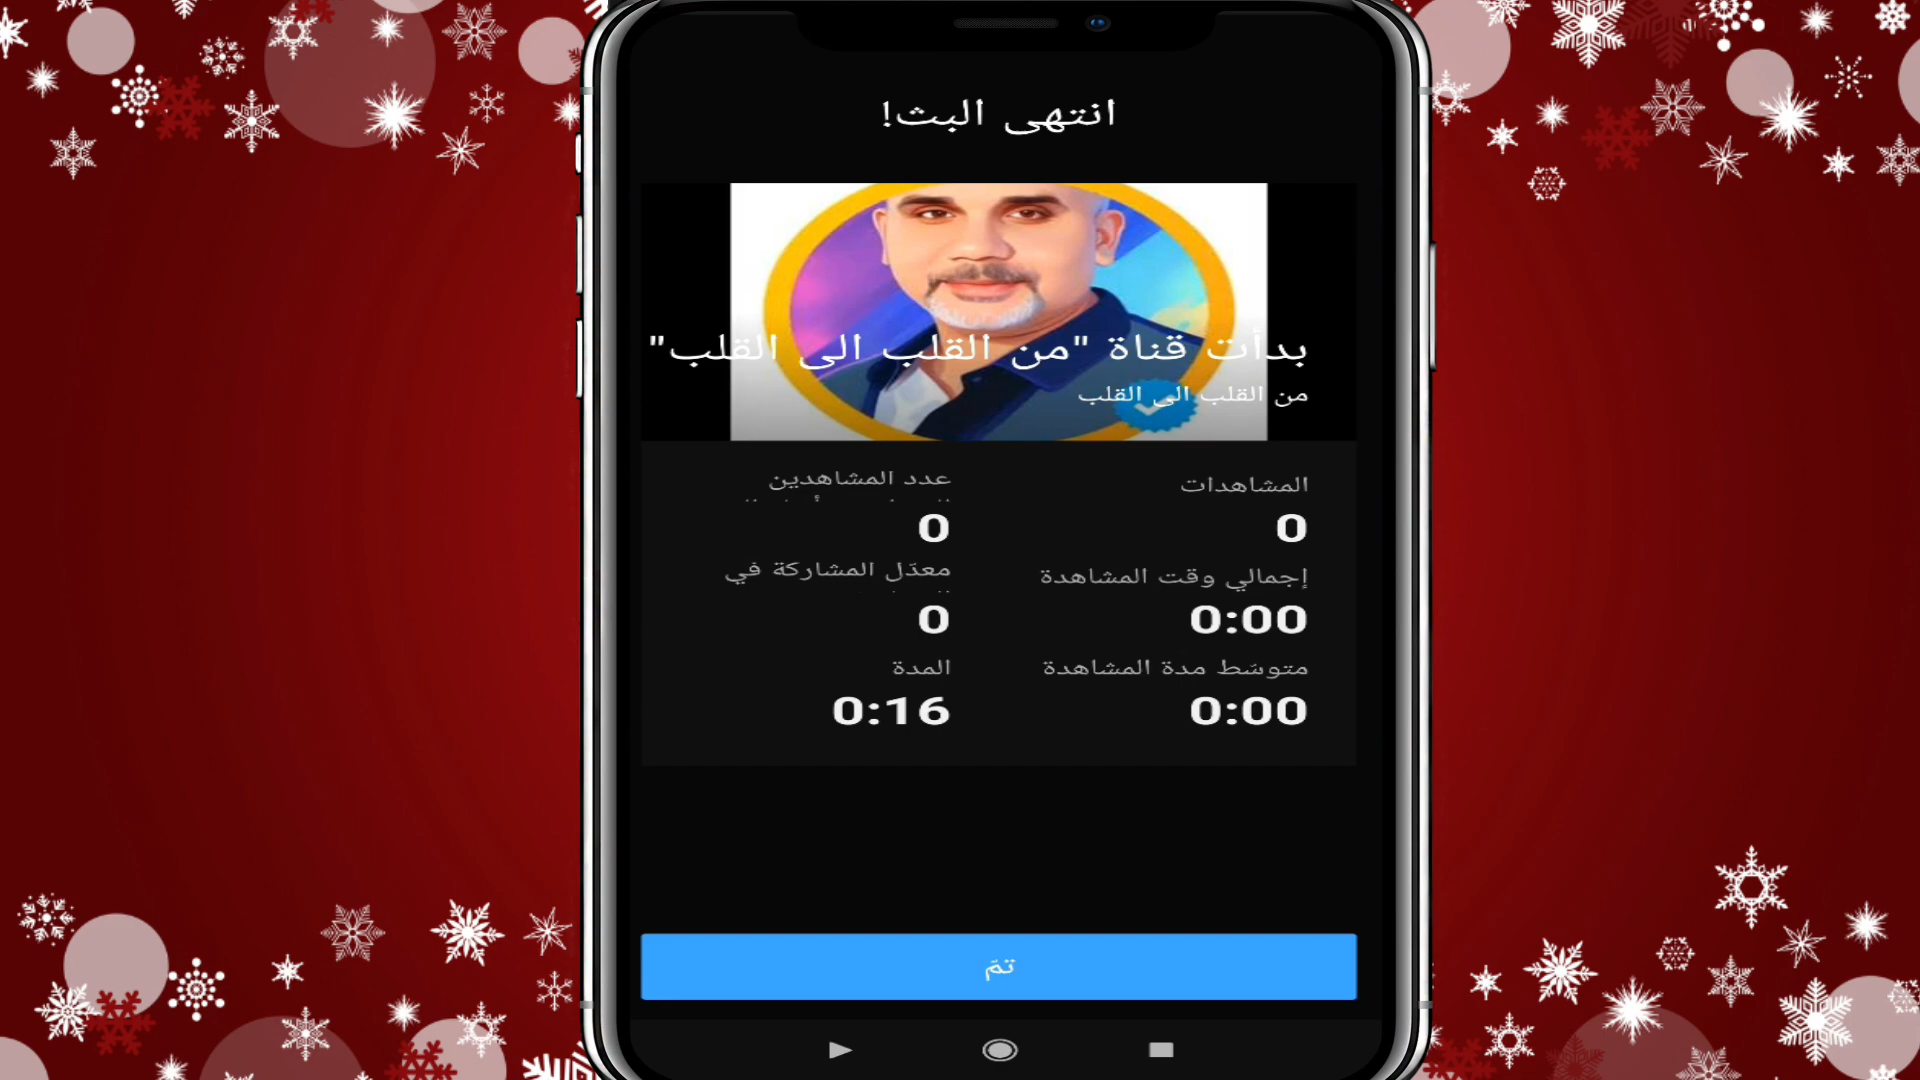 انتهى البث!
بدأت قناة "من القلب الى القلب"
من القلب الى القلب
المشاهدات
عدد المشاهدين
0
0
إجمالي وقت المشاهدة
معدّل المشاركة في
0:00
0
متوسّط مدة المشاهدة
المدة
0:00
0:16
تمّ